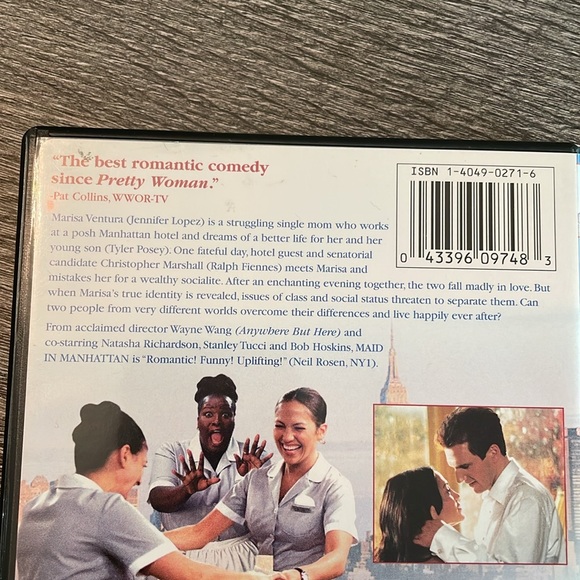 “The best romantic comedy
since Pretty Woman.”
-Pat Collins, WWOR-TV
ISBN 1-4049-0271-6
0 43396 09748 3
Marisa Ventura (Jennifer Lopez) is a struggling single mom who works
at a posh Manhattan hotel and dreams of a better life for her and her
young son (Tyler Posey). One fateful day, hotel guest and senatorial
candidate Christopher Marshall (Ralph Fiennes) meets Marisa and
mistakes her for a wealthy socialite. After an enchanting evening together, the two fall madly in love. But
when Marisa's true identity is revealed, issues of class and social status threaten to separate them. Can
two people from very different worlds overcome their differences and live happily ever after?
From acclaimed director Wayne Wang (Anywhere But Here) and
co-starring Natasha Richardson, Stanley Tucci and Bob Hoskins, MAID
IN MANHATTAN is “Romantic! Funny! Uplifting!” (Neil Rosen, NY1).